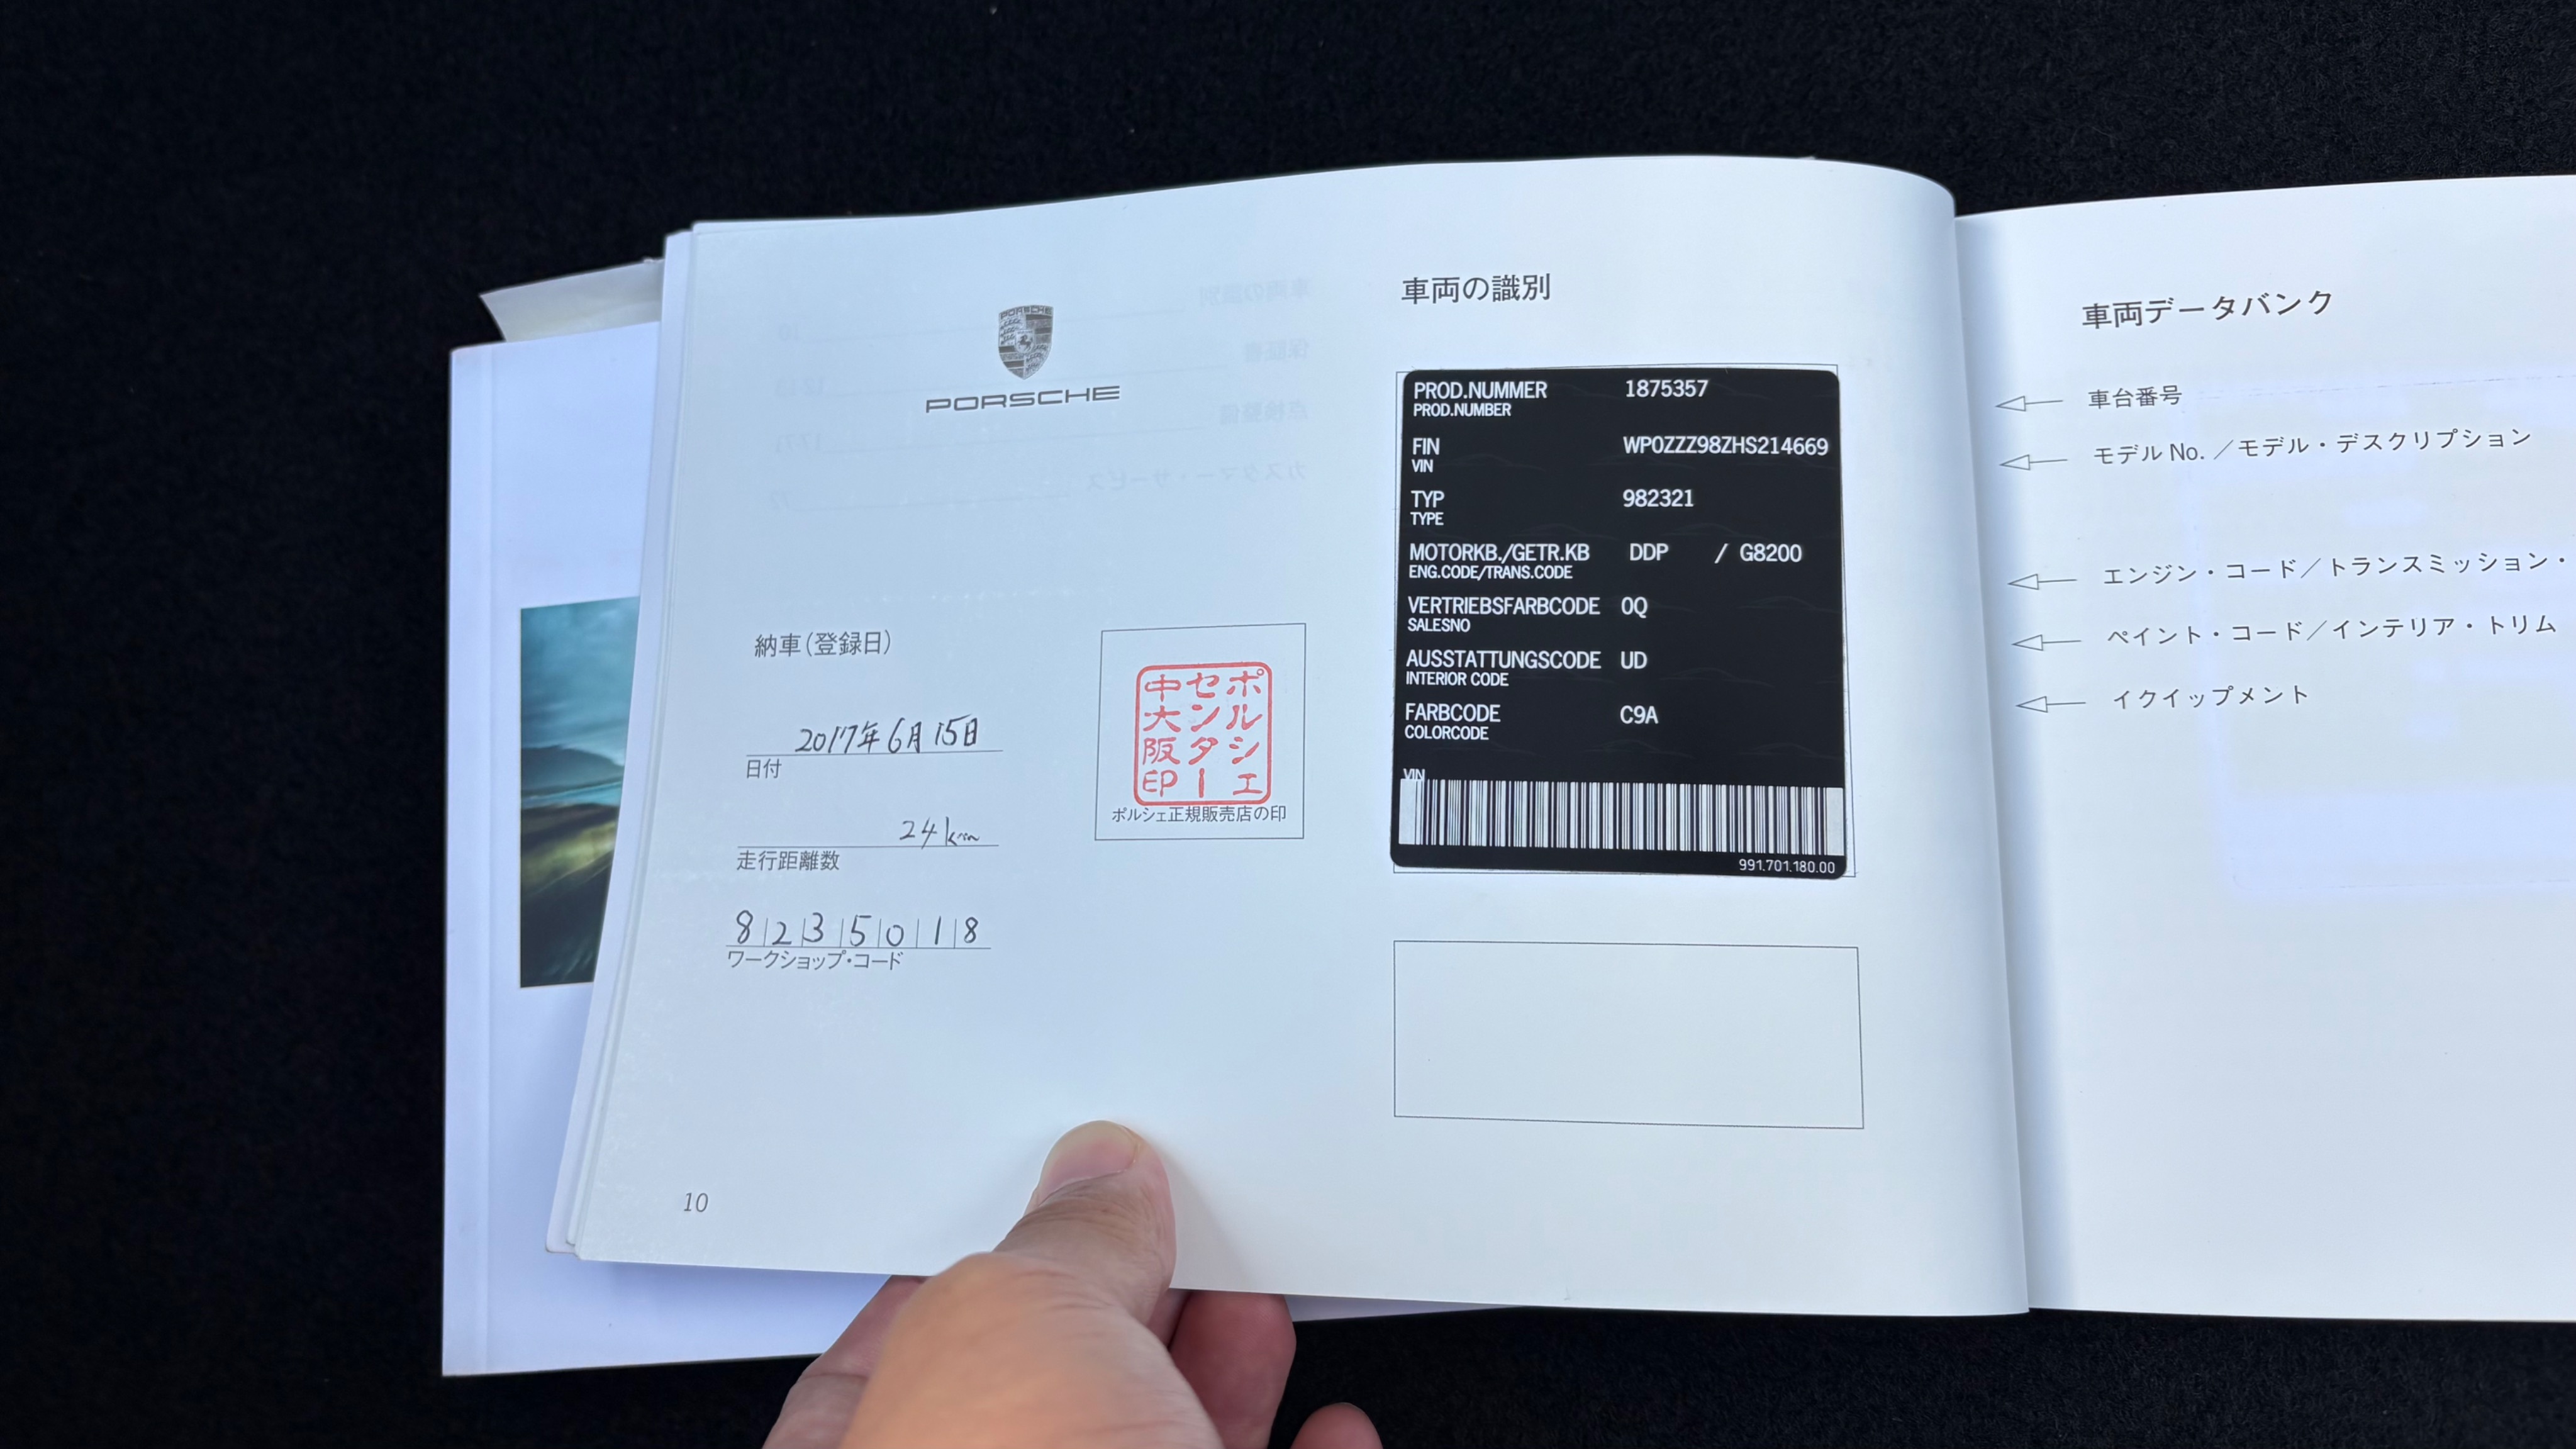 PORSCHE
PORSCHE
納車(登録日)
2017年6月15日
日付
24km
走行距離数
8 2 3 5 0 1 8
ワークショップ・コード
ポルシェ
センター
中大阪印
ポルシェ正規販売店の印
10
車両の識別
PROD.NUMMER 1875357
PROD.NUMBER
FIN WP0ZZZ98ZHS214669
VIN
TYP 982321
TYPE
MOTORKB./GETR.KB DDP / G8200
ENG.CODE/TRANS.CODE
VERTRIEBSFARBCODE 0Q
SALESNO
AUSSTATTUNGSCODE UD
INTERIOR CODE
FARBCODE C9A
COLORCODE
VIN
991.701.180.00
車両データバンク
車台番号
モデル No. ／モデル・デスクリプション
エンジン・コード／トランスミッション・
ペイント・コード／インテリア・トリム
イクイップメント